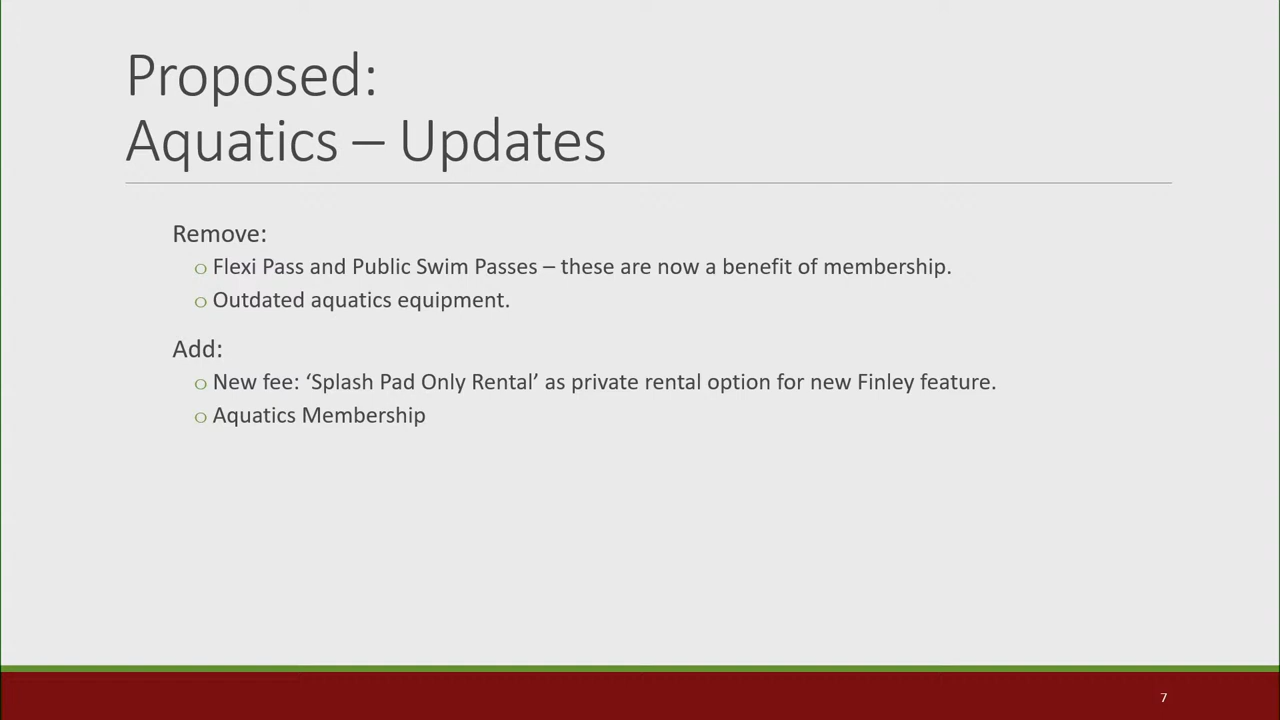 Proposed:
Aquatics – Updates
Remove:
o Flexi Pass and Public Swim Passes – these are now a benefit of membership.
o Outdated aquatics equipment.
Add:
o New fee: ‘Splash Pad Only Rental’ as private rental option for new Finley feature.
o Aquatics Membership
7